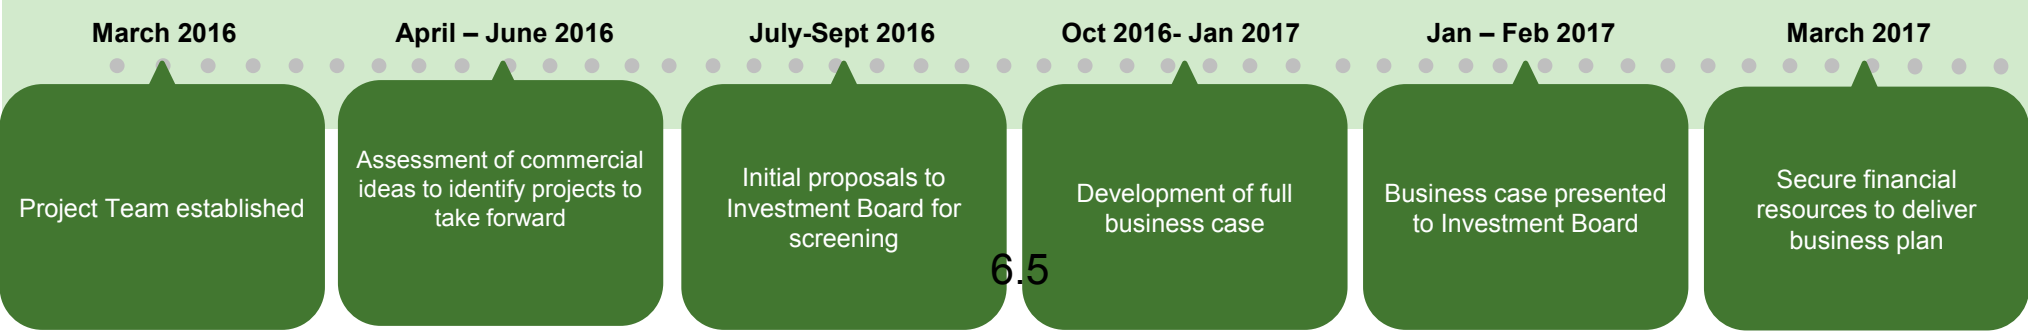 March 2016
April – June 2016
July-Sept 2016
Oct 2016- Jan 2017
Jan – Feb 2017
March 2017
Project Team established
Assessment of commercial
ideas to identify projects to
take forward
Initial proposals to
Investment Board for
screening
Development of full
business case
Business case presented
to Investment Board
Secure financial
resources to deliver
business plan
6.5